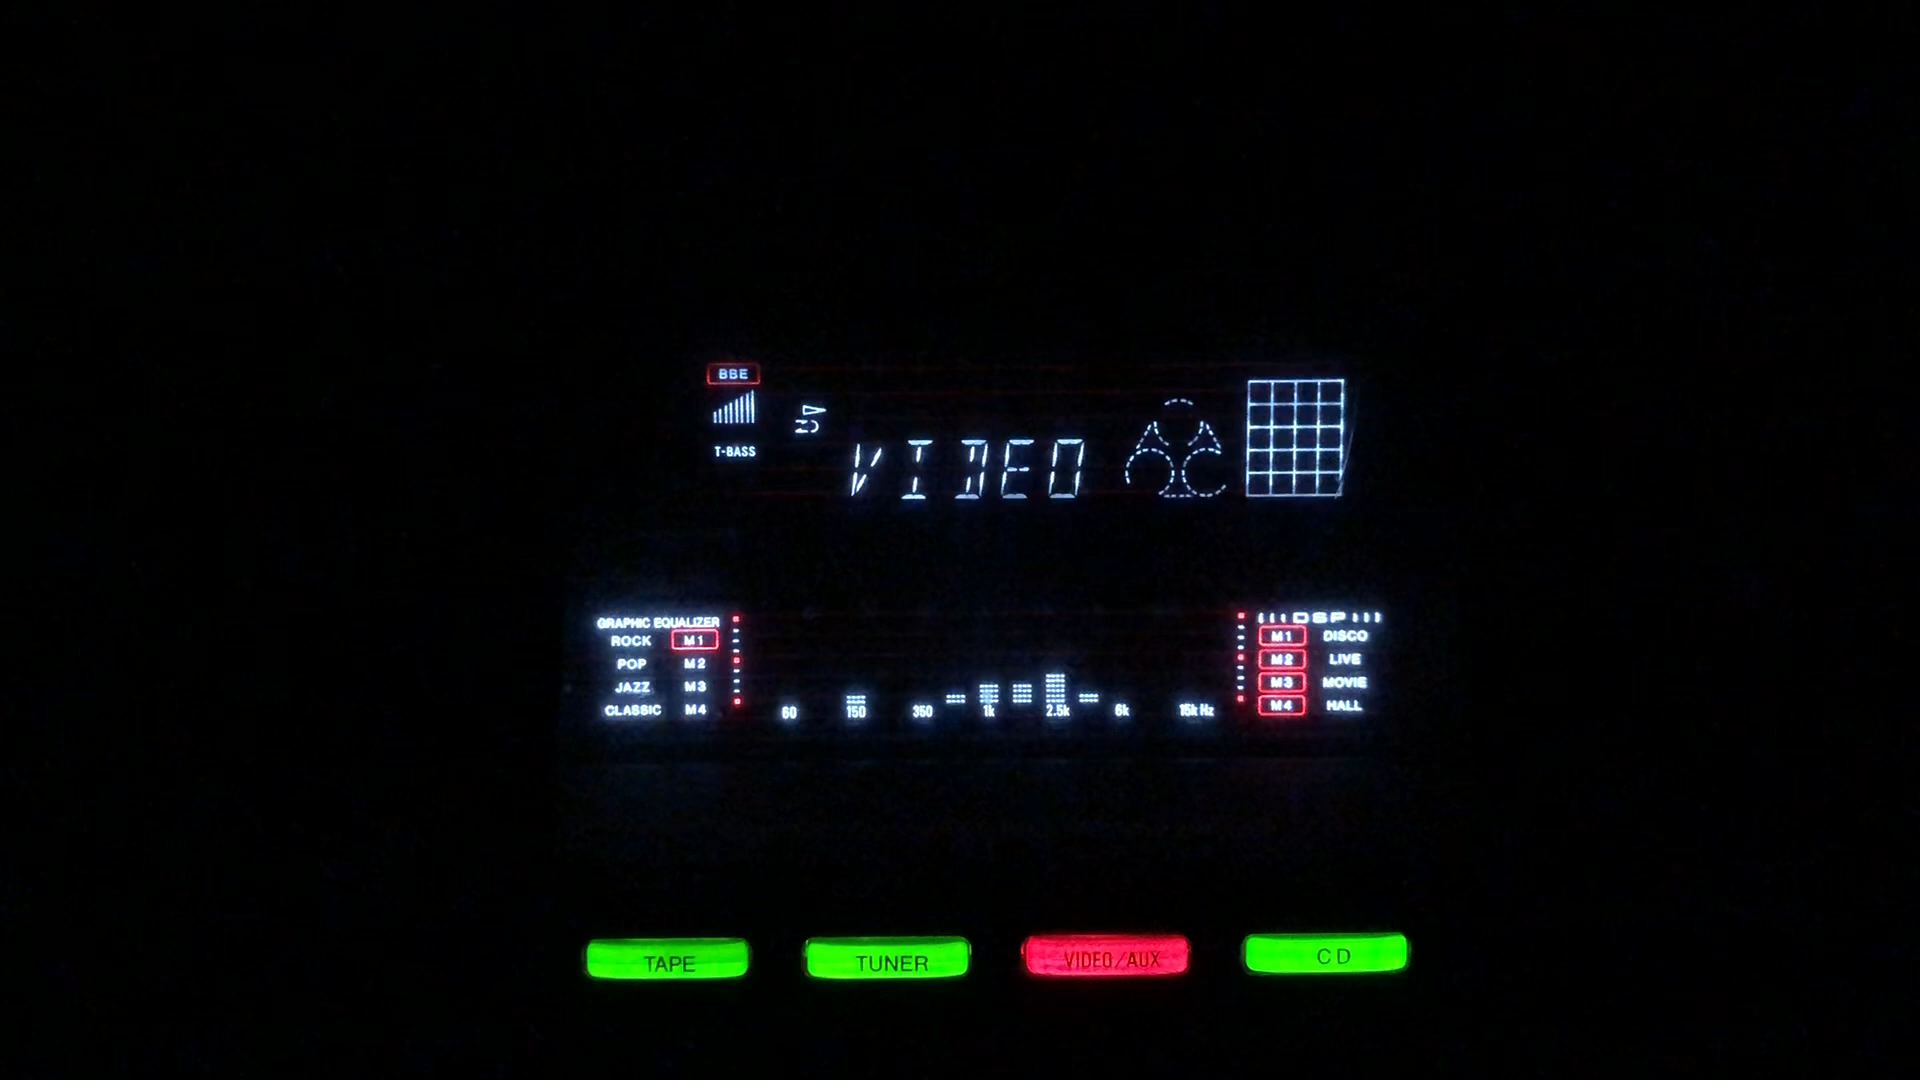 BBE
T-BASS
VIDEO
GRAPHIC EQUALIZER
ROCK M1
POP M2
JAZZ M3
CLASSIC M4
60 150 350 1k 2.5k 6k 15k Hz
DSP
M1 DISCO
M2 LIVE
M3 MOVIE
M4 HALL
TAPE TUNER VIDEO/AUX CD